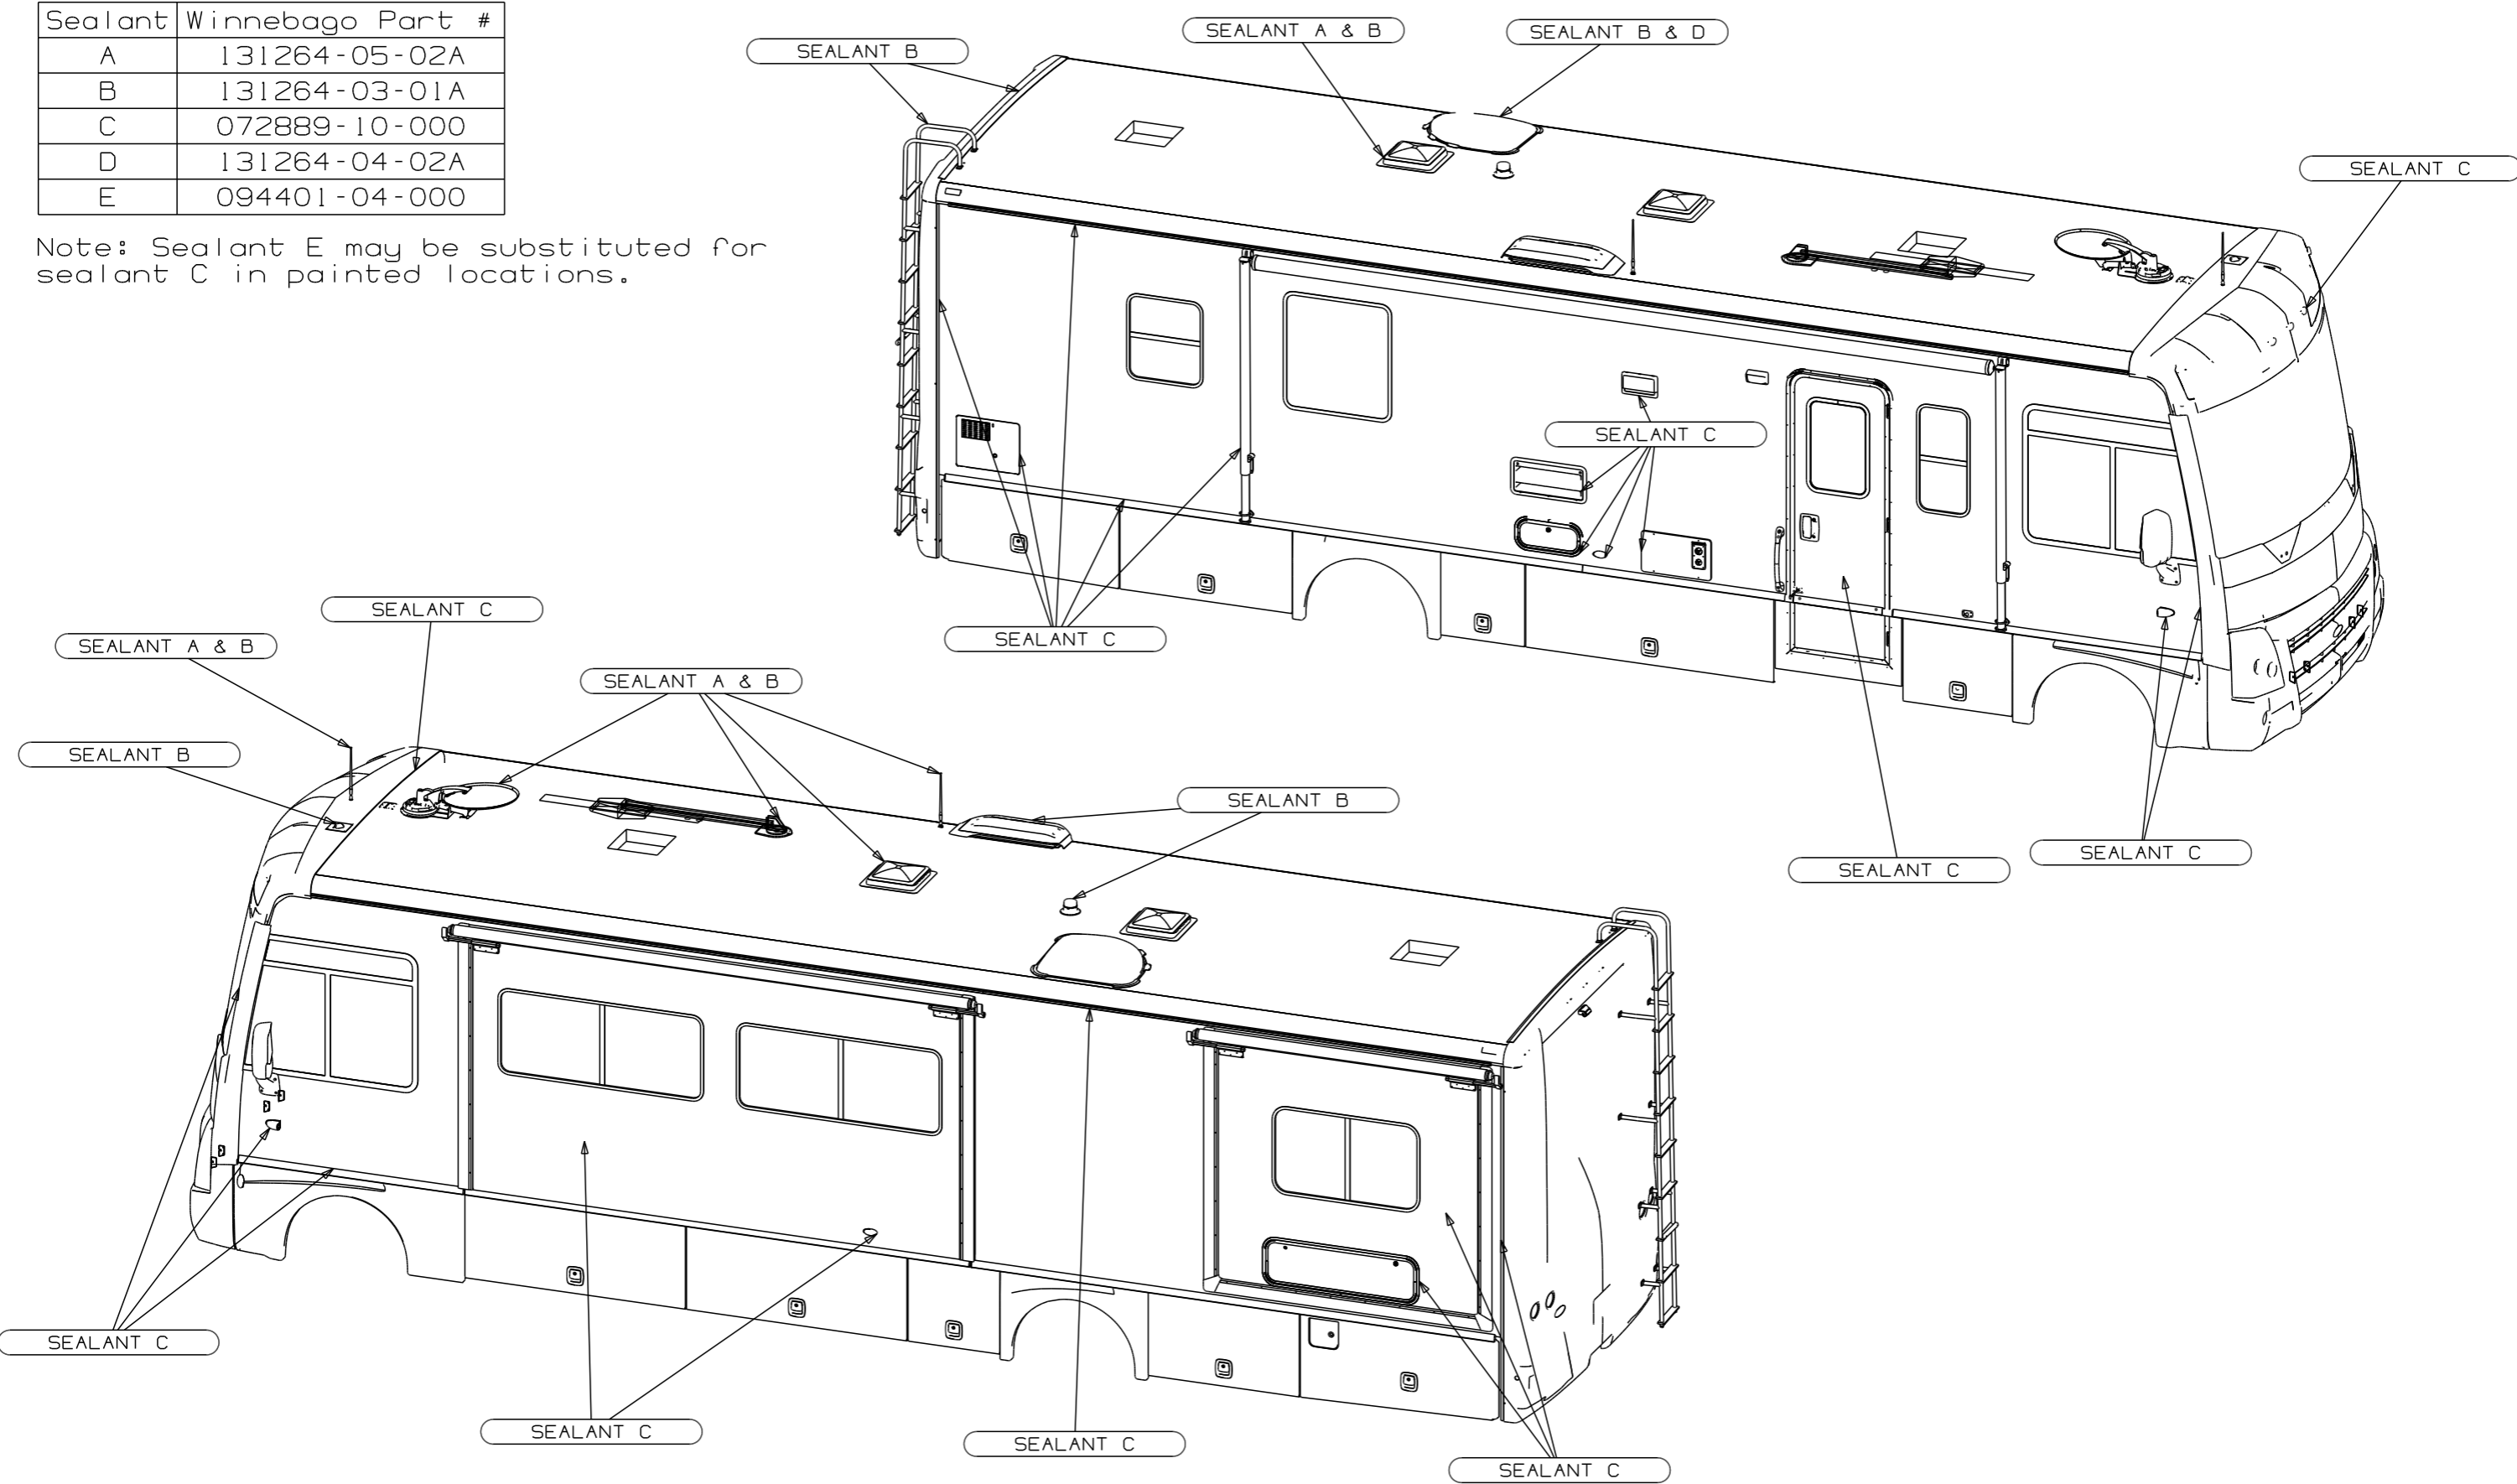 Sealant Winnebago Part #
A 131264-05-02A
B 131264-03-01A
C 072889-10-000
D 131264-04-02A
E 094401-04-000
Note: Sealant E may be substituted for
sealant C in painted locations.
SEALANT B
SEALANT A & B
SEALANT B & D
SEALANT C
SEALANT C
SEALANT C
SEALANT C
SEALANT C
SEALANT C
SEALANT A & B
SEALANT B
SEALANT A & B
SEALANT B
SEALANT C
SEALANT C
SEALANT C
SEALANT C